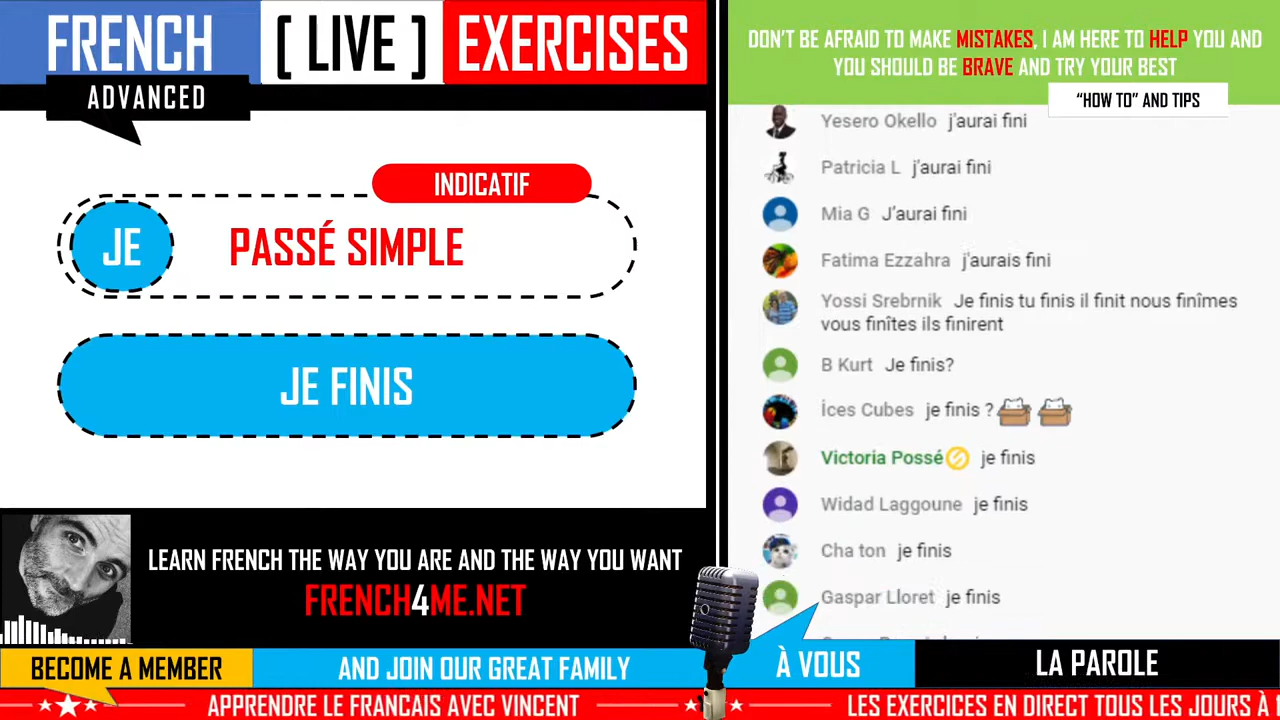 FRENCH [ LIVE ] EXERCISES
ADVANCED
INDICATIF
JE PASSÉ SIMPLE
JE FINIS
LEARN FRENCH THE WAY YOU ARE AND THE WAY YOU WANT
FRENCH4ME.NET
BECOME A MEMBER AND JOIN OUR GREAT FAMILY
DON'T BE AFRAID TO MAKE MISTAKES, I AM HERE TO HELP YOU AND
YOU SHOULD BE BRAVE AND TRY YOUR BEST
"HOW TO" AND TIPS
Yesero Okello j'aurai fini
Patricia L j'aurai fini
Mia G J'aurai fini
Fatima Ezzahra j'aurais fini
Yossi Srebrnik Je finis tu finis il finit nous finîmes
vous finîtes ils finirent
B Kurt Je finis?
İces Cubes je finis ?
Victoria Possé je finis
Widad Laggoune je finis
Cha ton je finis
Gaspar Lloret je finis
À VOUS LA PAROLE
APPRENDRE LE FRANCAIS AVEC VINCENT
LES EXERCICES EN DIRECT TOUS LES JOURS À